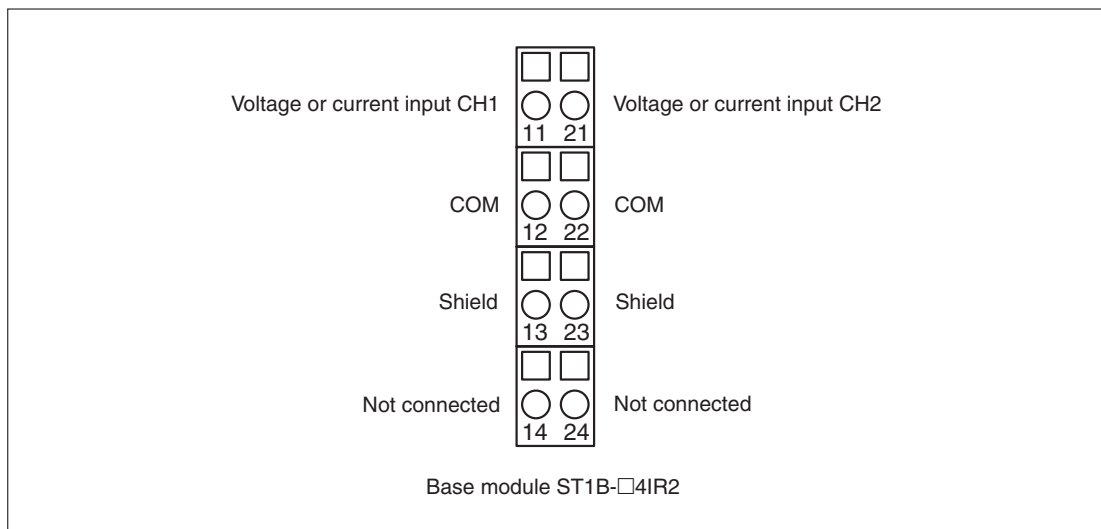 Voltage or current input CH1 Voltage or current input CH2
11 21
COM COM
12 22
Shield Shield
13 23
Not connected Not connected
14 24
Base module ST1B-□4IR2